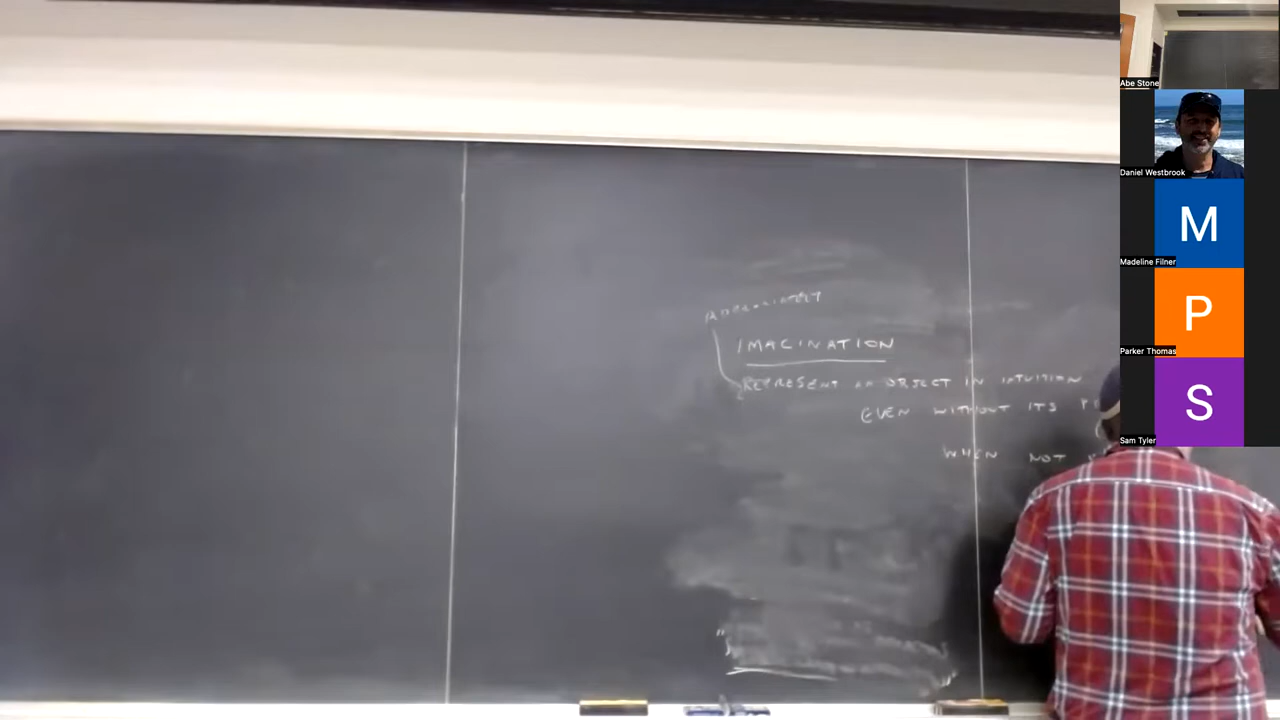 IMAGINATION
REPRESENT AN OBJECT IN INTUITION
EVEN WITHOUT ITS
WHEN NOT
Abe Stone
Daniel Westbrook
M
Madeline Filner
P
Parker Thomas
S
Sam Tyler